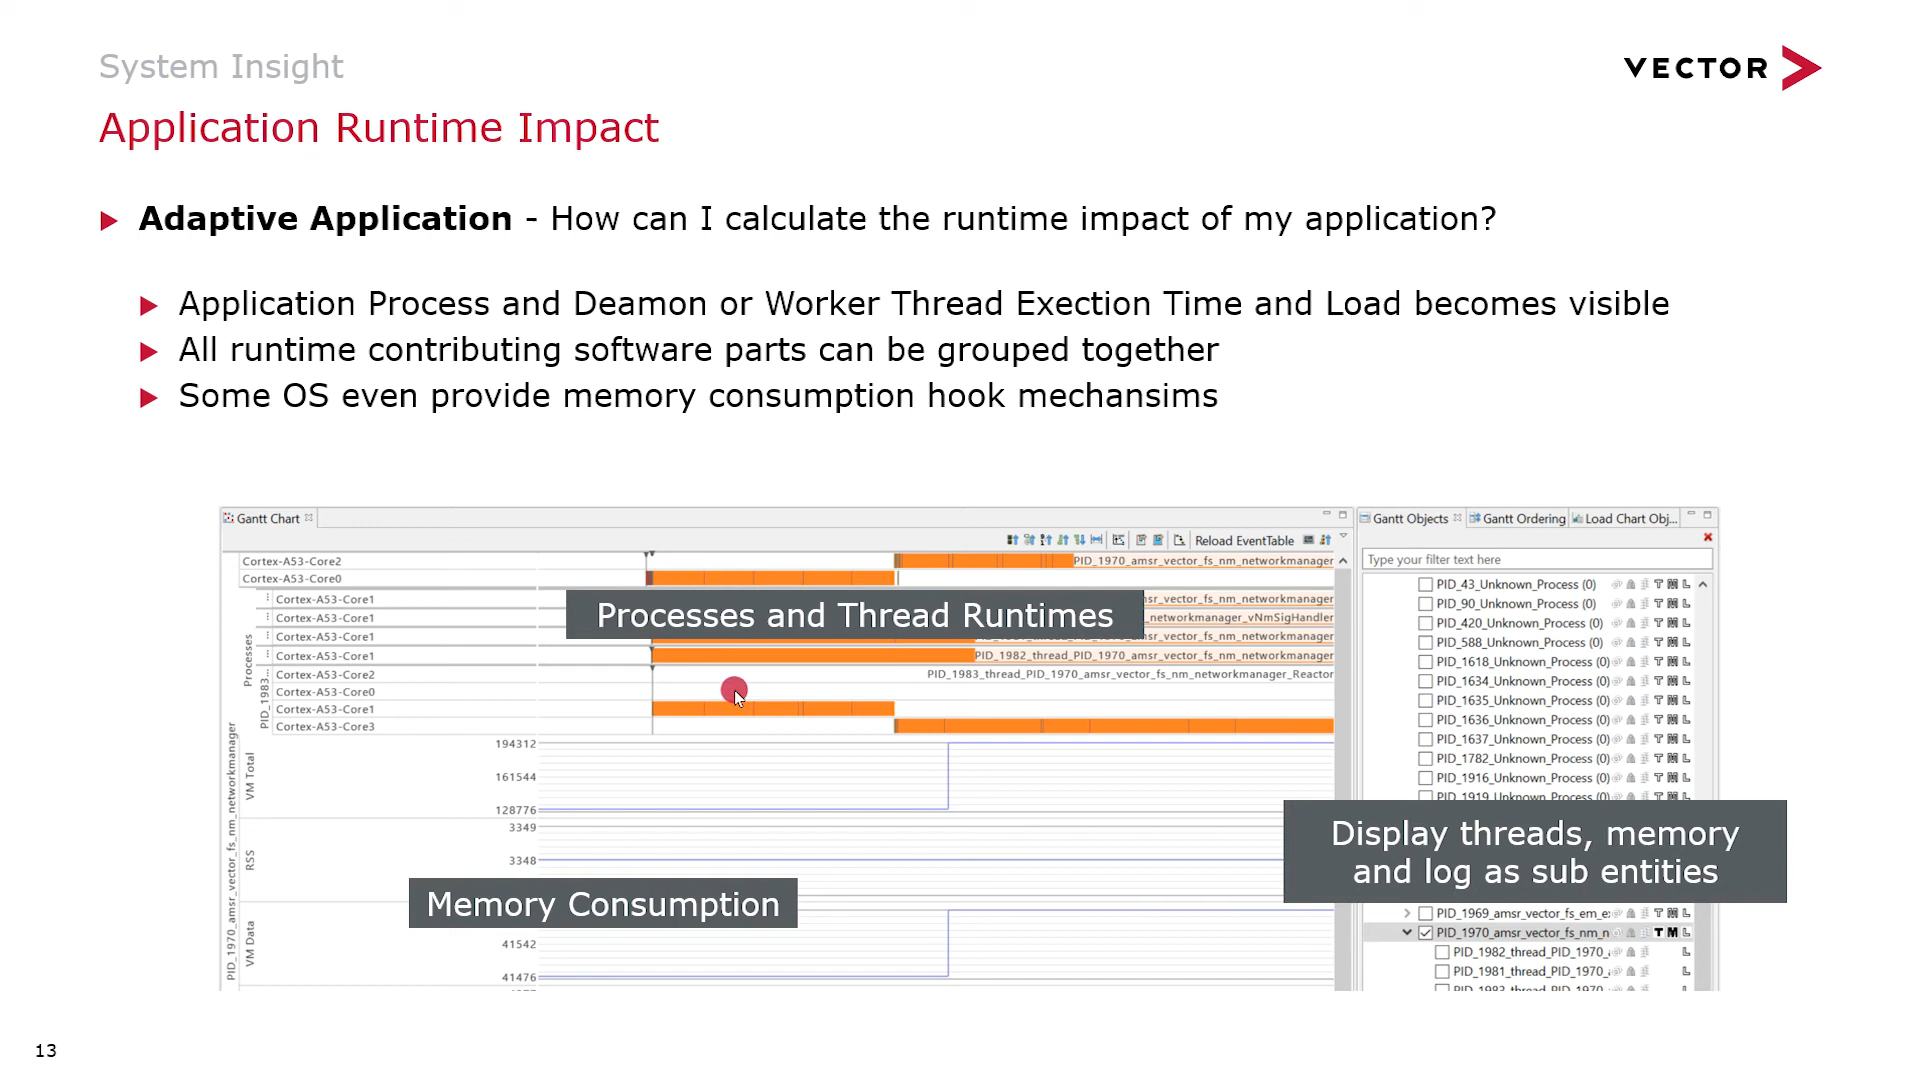 System Insight
VECTOR
Application Runtime Impact
Adaptive Application - How can I calculate the runtime impact of my application?
Application Process and Deamon or Worker Thread Exection Time and Load becomes visible
All runtime contributing software parts can be grouped together
Some OS even provide memory consumption hook mechansims
Gantt Chart
Reload EventTable
Cortex-A53-Core2
PID_1970_amsr_vector_fs_nm_networkmanager
Cortex-A53-Core0
Cortex-A53-Core1
sr_vector_fs_nm_networkmanager
Cortex-A53-Core1
_networkmanager_vNmSigHandler
Cortex-A53-Core1
sr_vector_fs_nm_networkmanager
Cortex-A53-Core1
PID_1982_thread_PID_1970_amsr_vector_fs_nm_networkmanager
Cortex-A53-Core2
PID_1983_thread_PID_1970_amsr_vector_fs_nm_networkmanager_Reactor
Cortex-A53-Core0
Cortex-A53-Core1
Cortex-A53-Core3
Processes and Thread Runtimes
Processes
PID_1983...
PID_1970_amsr_vector_fs_nm_networkmanager
VM Total
194312
161544
128776
RSS
3349
3348
Memory Consumption
VM Data
41542
41476
Gantt Objects
Gantt Ordering
Load Chart Obj...
Type your filter text here
PID_43_Unknown_Process (0)
PID_90_Unknown_Process (0)
PID_420_Unknown_Process (0)
PID_588_Unknown_Process (0)
PID_1618_Unknown_Process (0)
PID_1634_Unknown_Process (0)
PID_1635_Unknown_Process (0)
PID_1636_Unknown_Process (0)
PID_1637_Unknown_Process (0)
PID_1782_Unknown_Process (0)
PID_1916_Unknown_Process (0)
PID_1919_Unknown_Process (0)
Display threads, memory
and log as sub entities
PID_1969_amsr_vector_fs_em_e
PID_1970_amsr_vector_fs_nm_n
PID_1982_thread_PID_1970_
PID_1981_thread_PID_1970_
PID_1983_thread_PID_1970
13